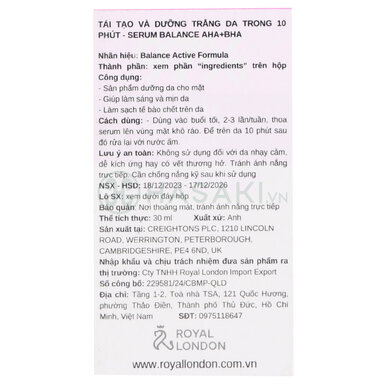 TÁI TẠO VÀ DƯỠNG TRẮNG DA TRONG 10
PHÚT - SERUM BALANCE AHA+BHA
Nhãn hiệu: Balance Active Formula
Thành phần: xem phần "ingredients" trên hộp
Công dụng:
- Sản phẩm dưỡng da cho mặt
- Giúp làm sáng và mịn da
- Làm sạch tế bào chết trên da
Cách dùng: - Dùng vào buổi tối, 2-3 lần/tuần, thoa
serum lên vùng mặt khô ráo. Để trên da 10 phút sau
đó rửa lại với nước ấm.
Lưu ý an toàn: Không sử dụng đối với da nhạy cảm,
dễ kích ứng hay có vết thương hở. Tránh ánh nắng
trực tiếp. Cần chống nắng kỹ sau khi sử dụng
HASAKI.VN
NSX - HSD: 18/12/2023 - 17/12/2026
Lô SX: xem dưới đáy hộp
Bảo quản: Nơi thoáng mát, tránh ánh nắng trực tiếp
Thể tích thực: 30 ml Xuất xứ: Anh
Sản xuất tại: CREIGHTONS PLC, 1210 LINCOLN
ROAD, WERRINGTON, PETERBOROUGH,
CAMBRIDGESHIRE, PE4 6ND, UK
Nhập khẩu và chịu trách nhiệm đưa sản phẩm ra
thị trường: Cty TNHH Royal London Import Export
Số công bố: 229581/24/CBMP-QLD
Địa chỉ: Tầng 1-2, Toà nhà TSA, 121 Quốc Hương,
phường Thảo Điền, Thành phố Thủ Đức, Hồ
Chí Minh, Việt Nam SĐT: 0975118647
ROYAL
LONDON
www.royallondon.com.vn